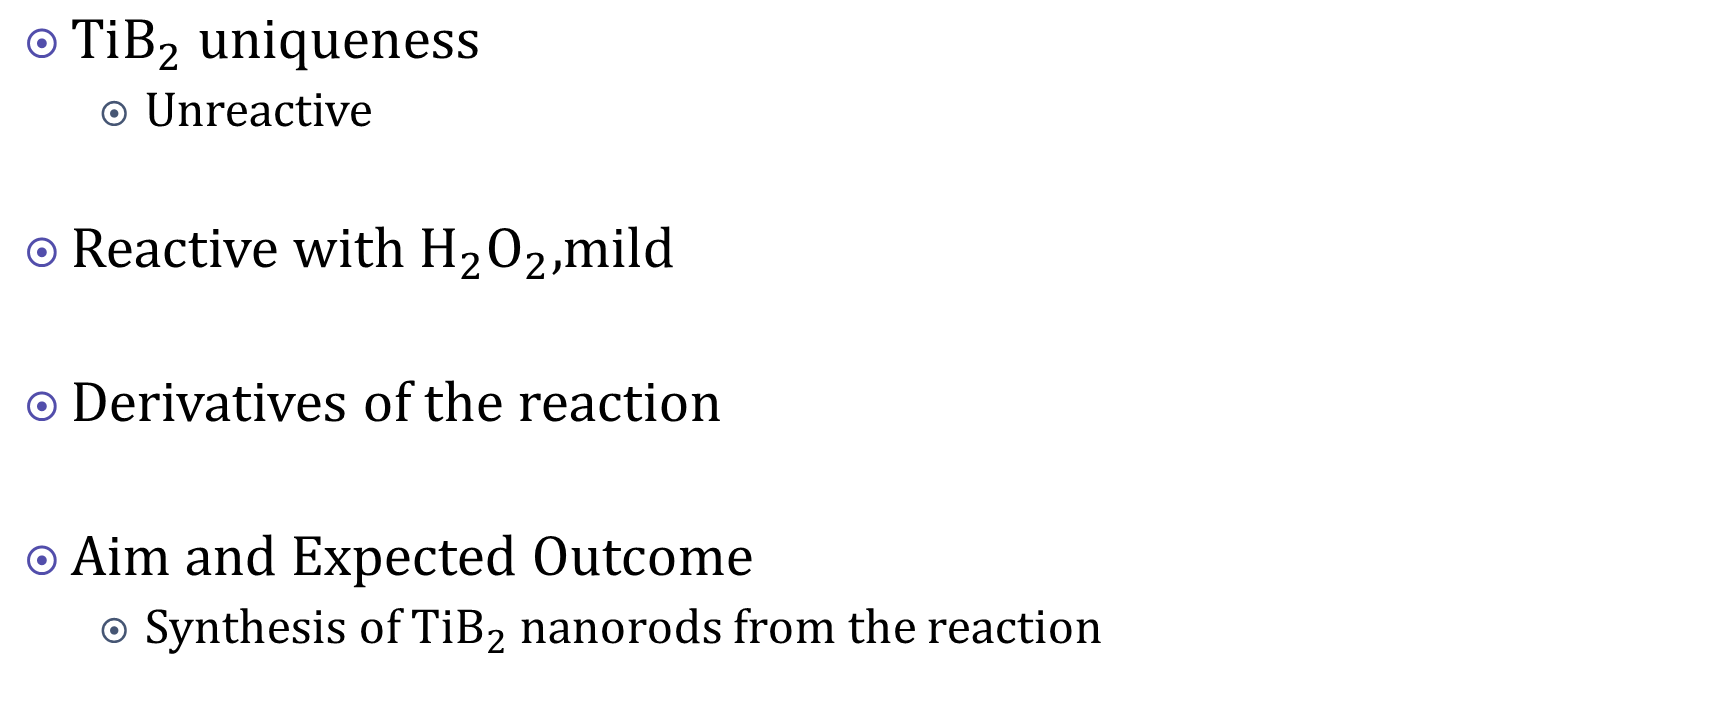 TiB₂ uniqueness
Unreactive
Reactive with H₂O₂,mild
Derivatives of the reaction
Aim and Expected Outcome
Synthesis of TiB₂ nanorods from the reaction